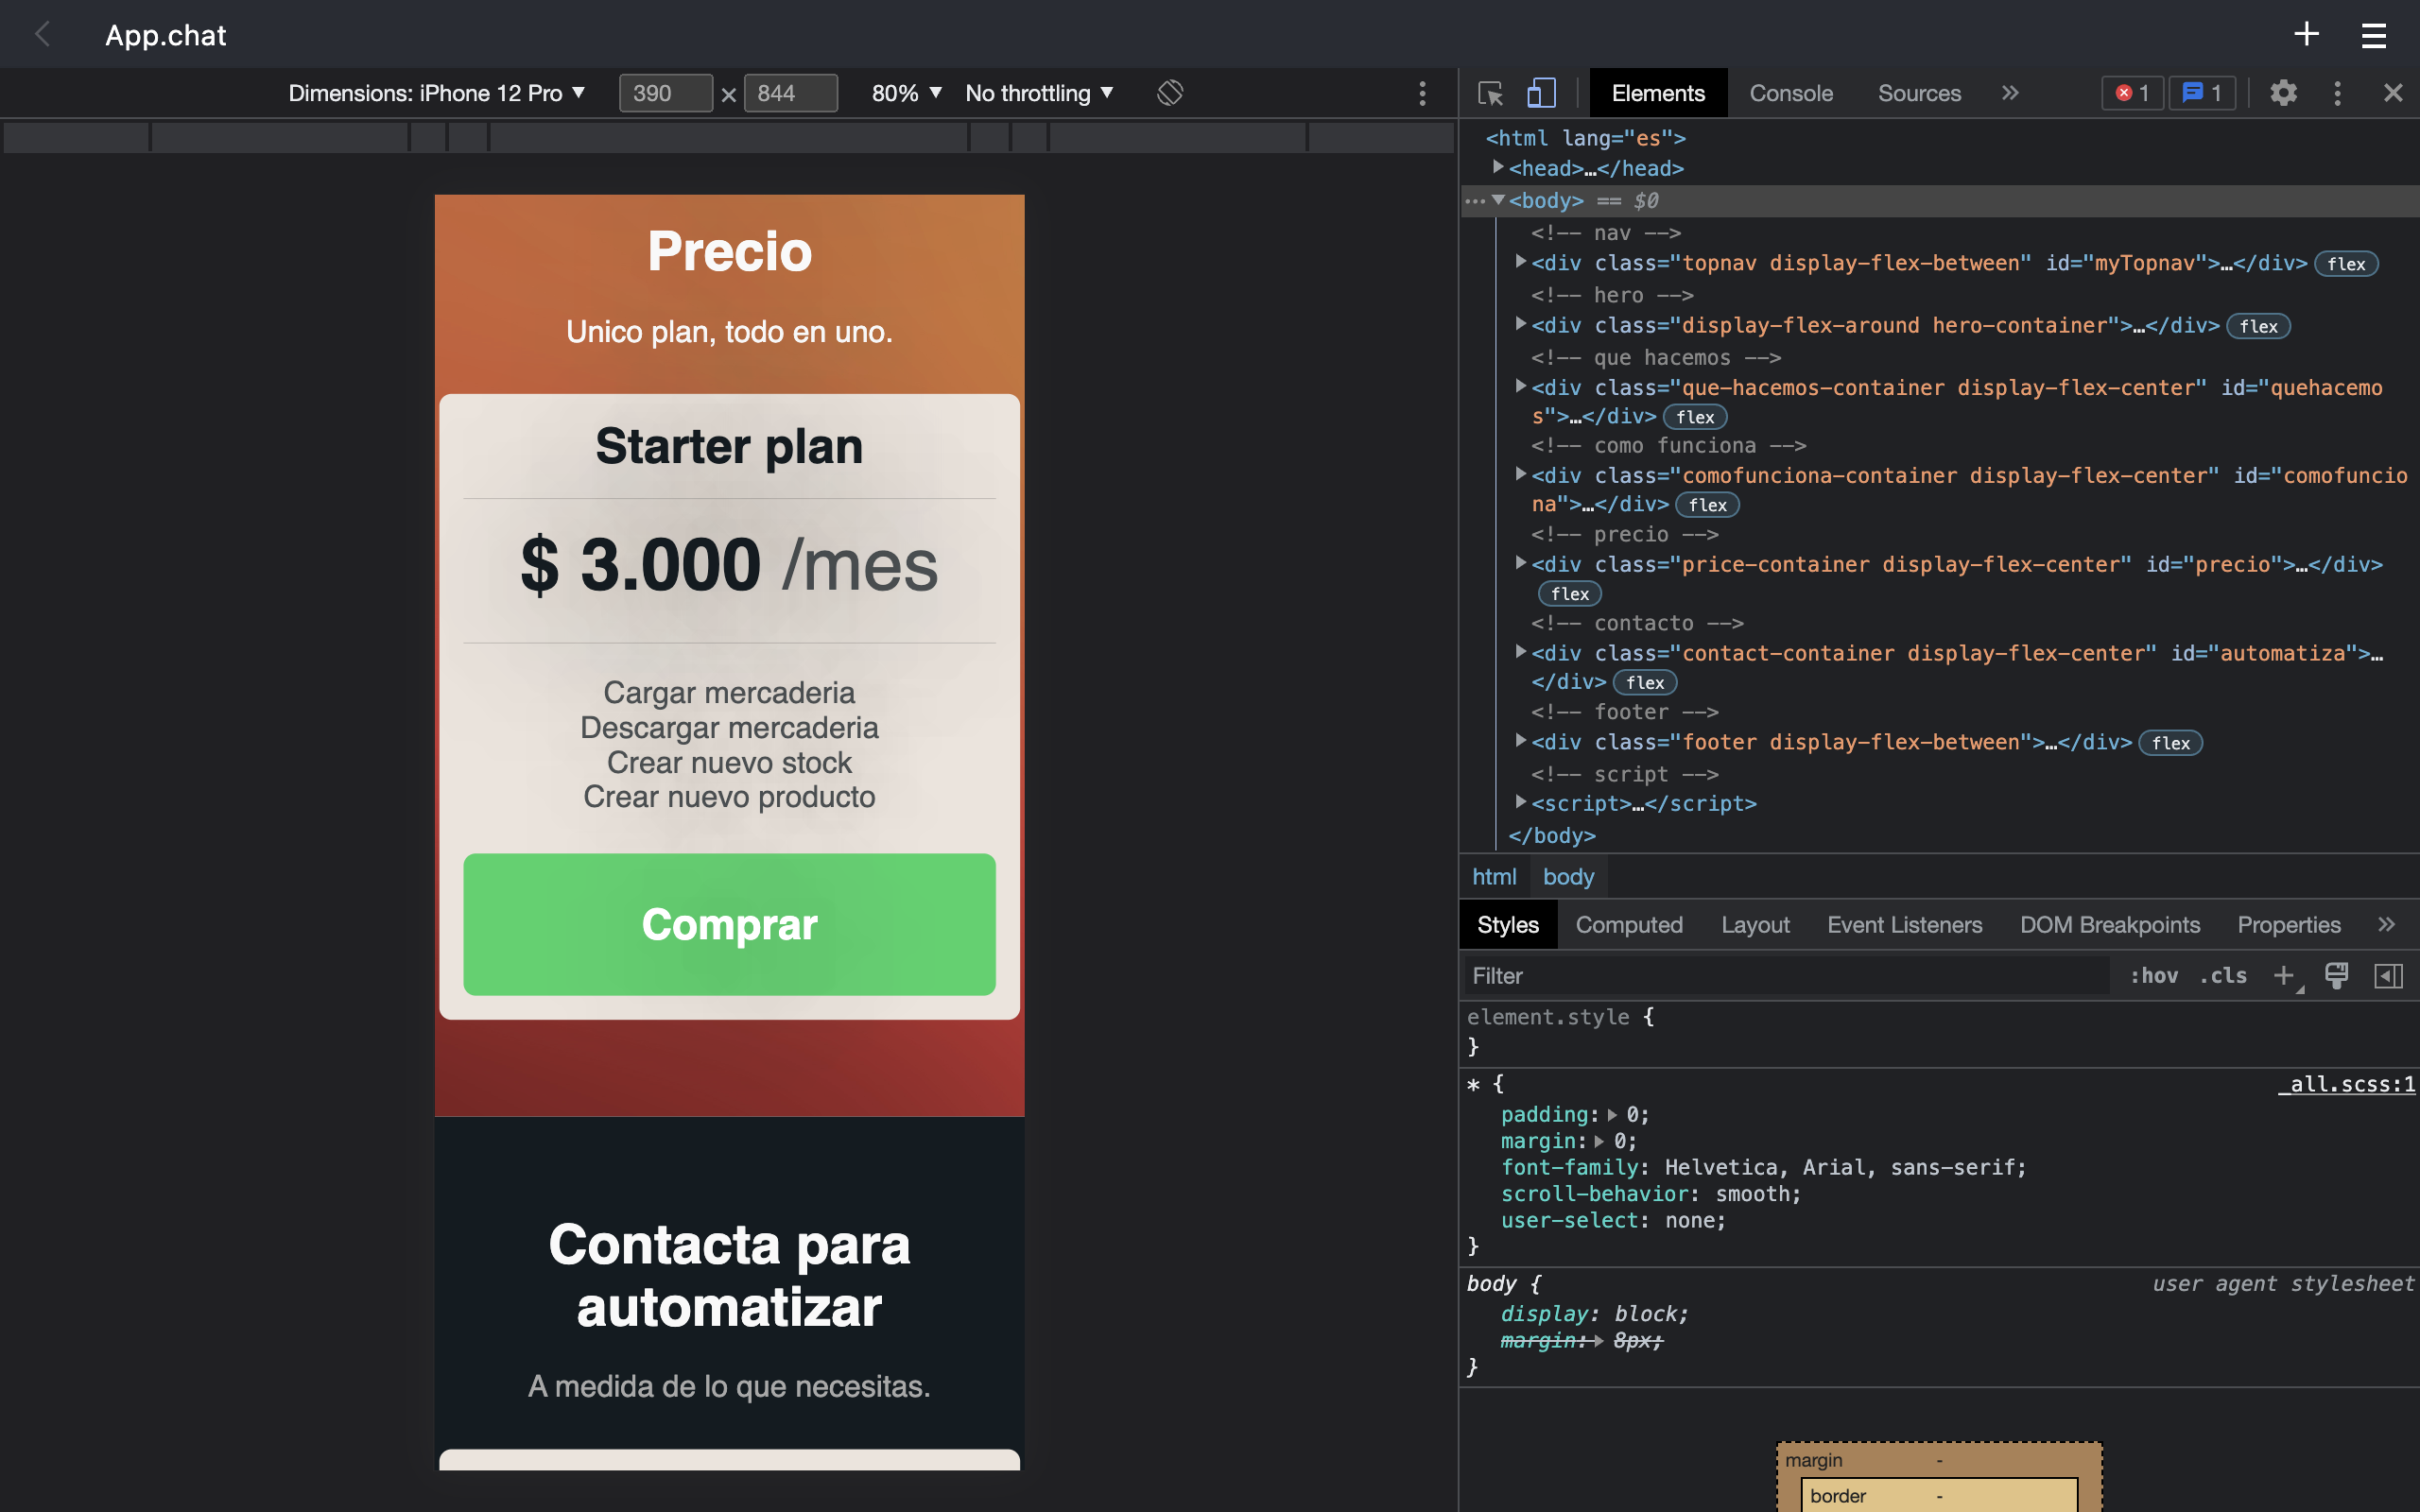 App.chat
Dimensions: iPhone 12 Pro ▼ 390 × 844 80% ▼ No throttling ▼
Elements Console Sources » 1 1
Precio
Unico plan, todo en uno.
Starter plan
$ 3.000 /mes
Cargar mercaderia
Descargar mercaderia
Crear nuevo stock
Crear nuevo producto
Comprar
Contacta para
automatizar
A medida de lo que necesitas.
<html lang="es">
<head>…</head>
<body> == $0
<!-- nav -->
<div class="topnav display-flex-between" id="myTopnav">…</div> flex
<!-- hero -->
<div class="display-flex-around hero-container">…</div> flex
<!-- que hacemos -->
<div class="que-hacemos-container display-flex-center" id="quehacemo
s">…</div> flex
<!-- como funciona -->
<div class="comofunciona-container display-flex-center" id="comofuncio
na">…</div> flex
<!-- precio -->
<div class="price-container display-flex-center" id="precio">…</div>
flex
<!-- contacto -->
<div class="contact-container display-flex-center" id="automatiza">…
</div> flex
<!-- footer -->
<div class="footer display-flex-between">…</div> flex
<!-- script -->
<script>…</script>
</body>
html body
Styles Computed Layout Event Listeners DOM Breakpoints Properties »
Filter :hov .cls +
element.style {
}
* { _all.scss:1
padding: 0;
margin: 0;
font-family: Helvetica, Arial, sans-serif;
scroll-behavior: smooth;
user-select: none;
}
body { user agent stylesheet
display: block;
margin: 8px;
}
margin -
border -